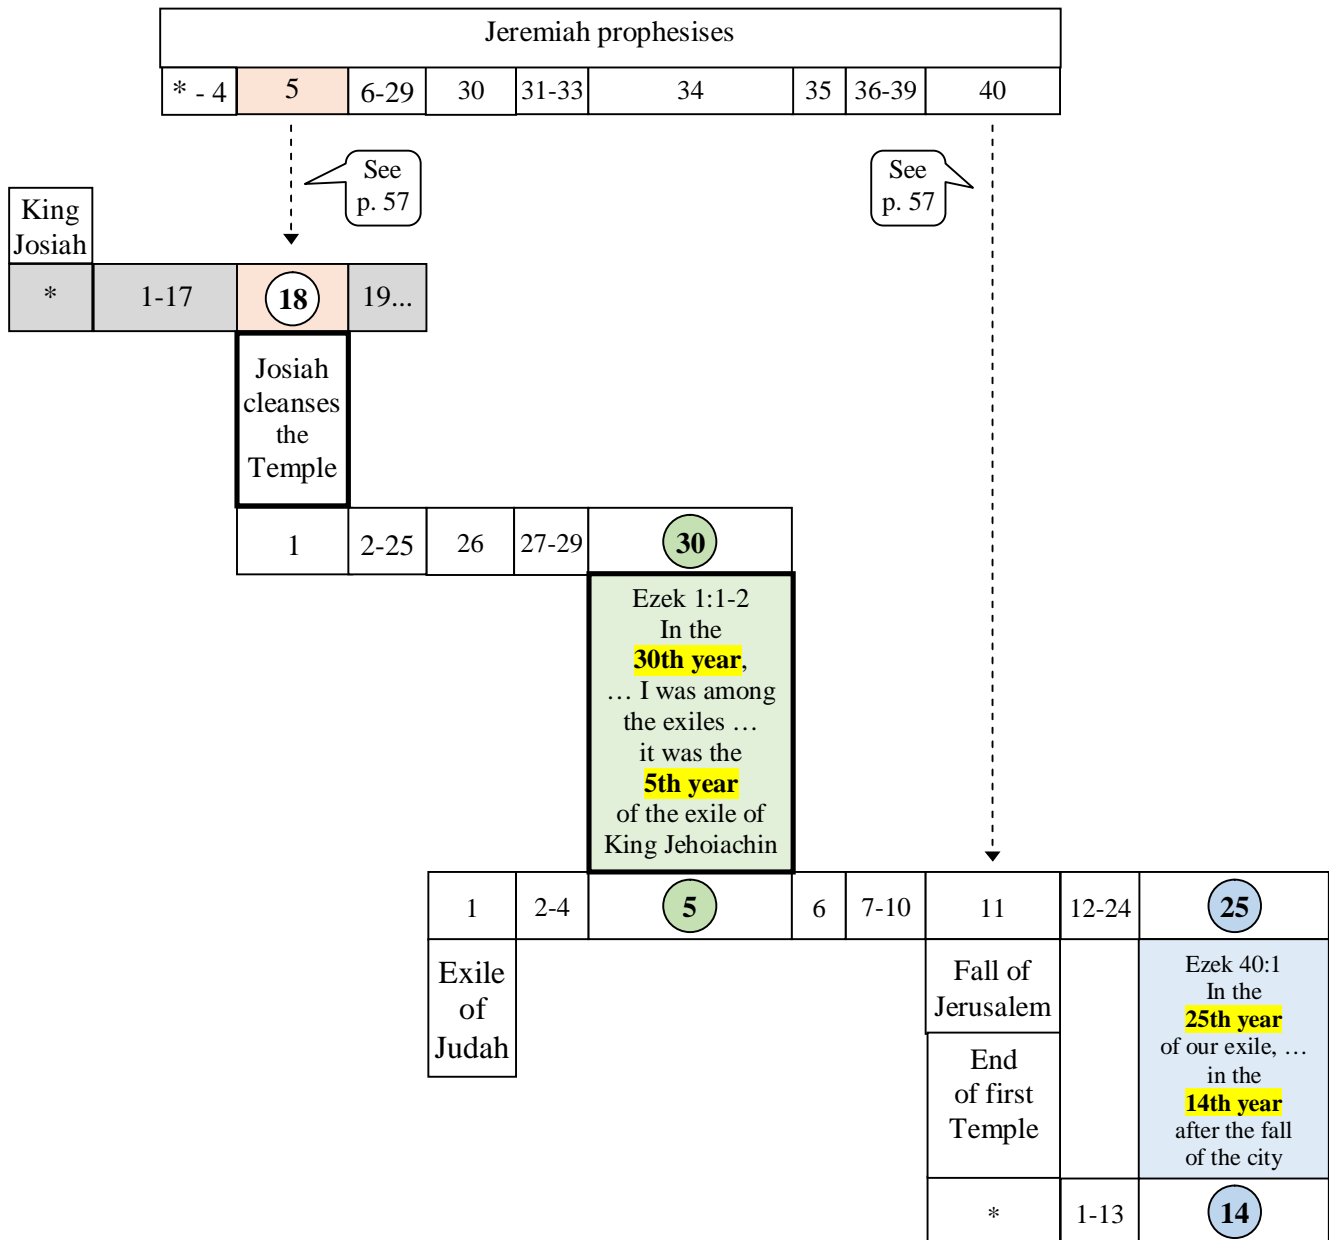 Jeremiah prophesises
* - 4 5 6-29 30 31-33 34 35 36-39 40
See
p. 57
See
p. 57
King
Josiah
* 1-17 18 19...
Josiah
cleanses
the
Temple
1 2-25 26 27-29 30
Ezek 1:1-2
In the
30th year,
… I was among
the exiles …
it was the
5th year
of the exile of
King Jehoiachin
1 2-4 5 6 7-10 11 12-24 25
Exile
of
Judah
Fall of
Jerusalem
End
of first
Temple
Ezek 40:1
In the
25th year
of our exile, …
in the
14th year
after the fall
of the city
* 1-13 14